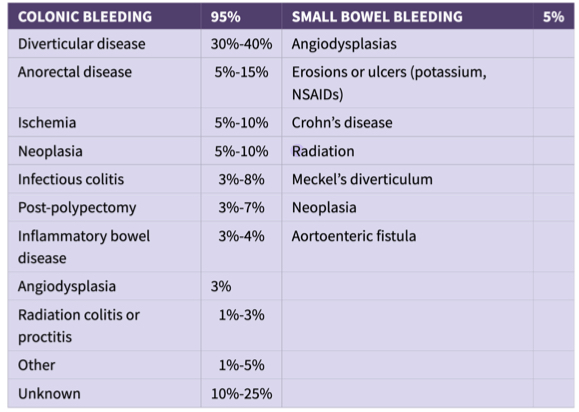 COLONIC BLEEDING 95% SMALL BOWEL BLEEDING 5%
Diverticular disease 30%-40% Angiodysplasias
Anorectal disease 5%-15% Erosions or ulcers (potassium,
NSAIDs)
Ischemia 5%-10% Crohn’s disease
Neoplasia 5%-10% Radiation
Infectious colitis 3%-8% Meckel’s diverticulum
Post-polypectomy 3%-7% Neoplasia
Inflammatory bowel 3%-4% Aortoenteric fistula
disease
Angiodysplasia 3%
Radiation colitis or 1%-3%
proctitis
Other 1%-5%
Unknown 10%-25%